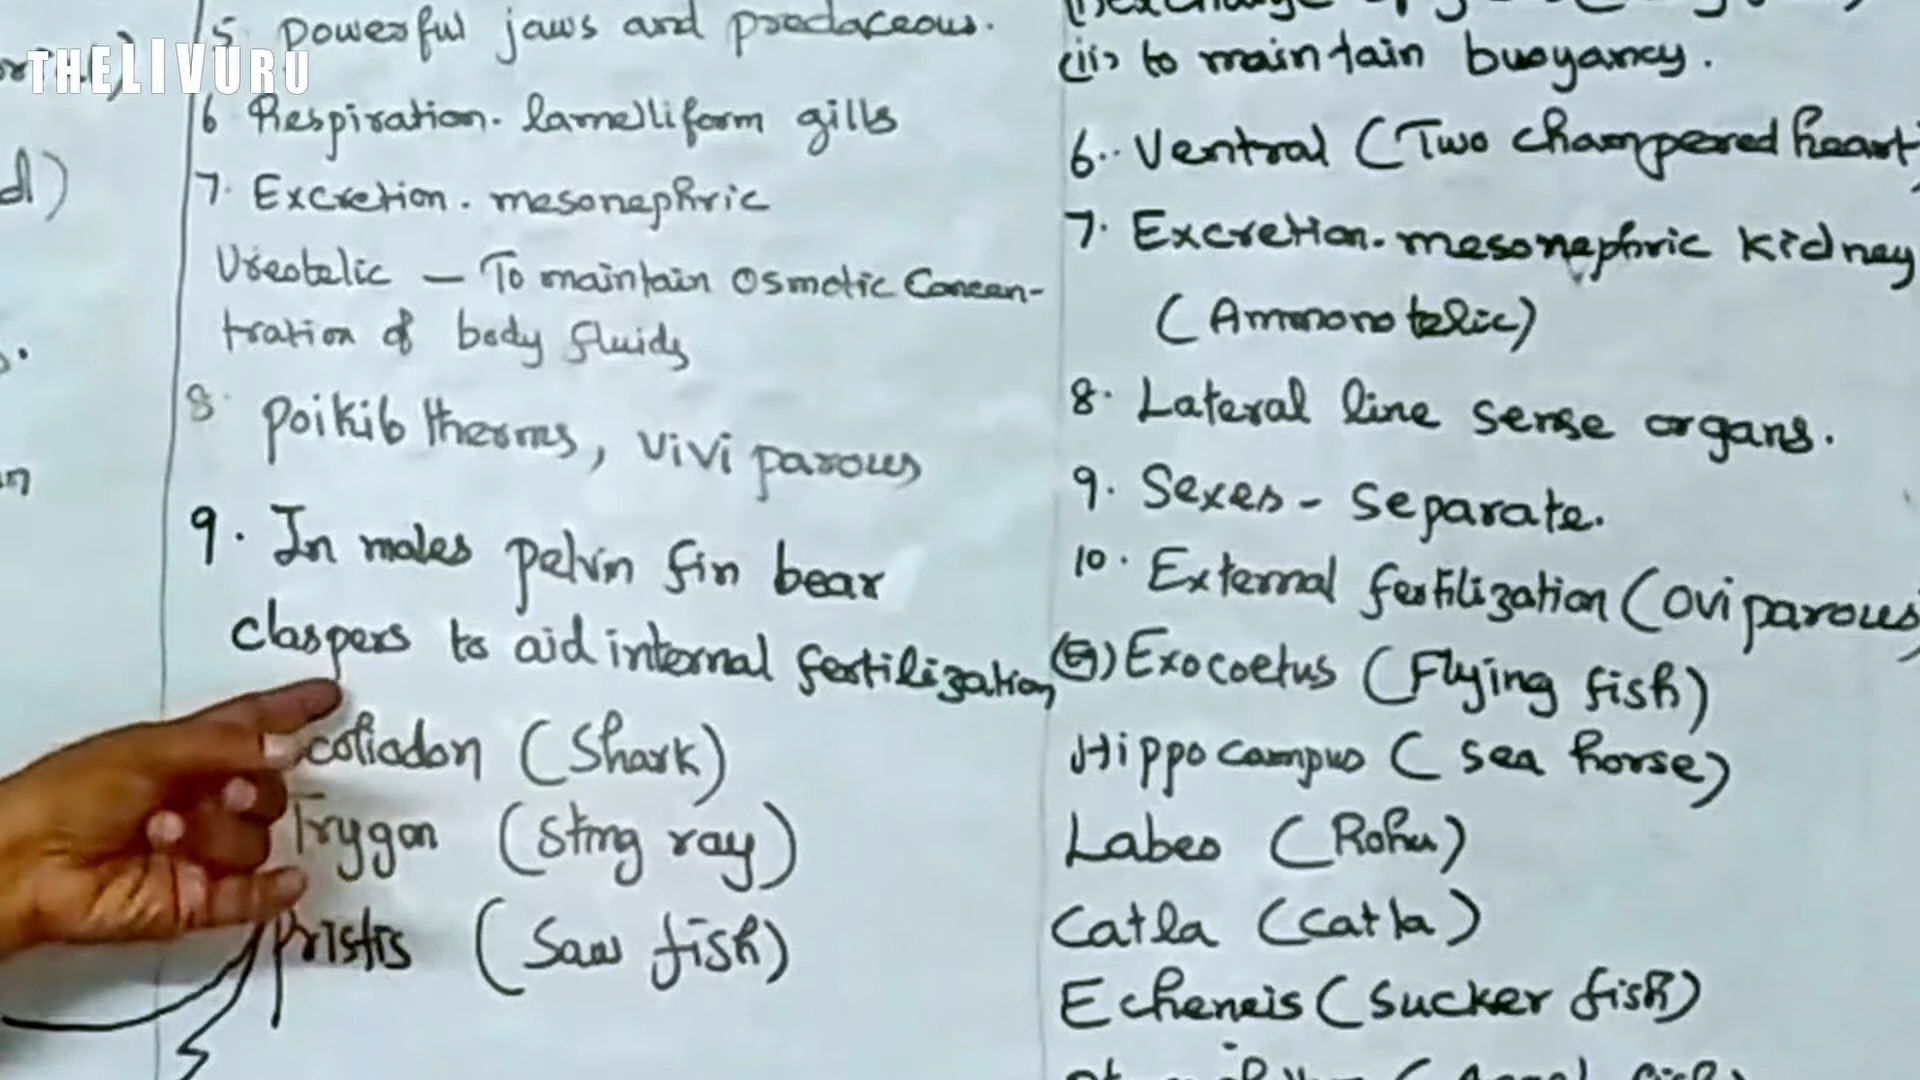 THELIVURU
5. powerful jaws and predaceous.
6 Respiration. lamelliform gills
7. Excretion. mesonephric
Ureotelic — To maintain Osmotic Concen-
tration of body fluids
8. poikilotherms, viviparous
9. In males pelvin fin bear
claspers to aid internal fertilization
coliodon (Shark)
Trygon (Sting ray)
pristis (Saw fish)
(ii) to maintain buoyancy.
6. Ventral (Two champered heart)
7. Excretion. mesonephric kidney
(Ammonotelic)
8. Lateral line sense organs.
9. Sexes - Separate.
10. External fertilization (oviparous)
Exocoetus (Flying fish)
Hippocampus (Sea horse)
Labeo (Rohu)
Catla (Catla)
Echeneis (Sucker fish)